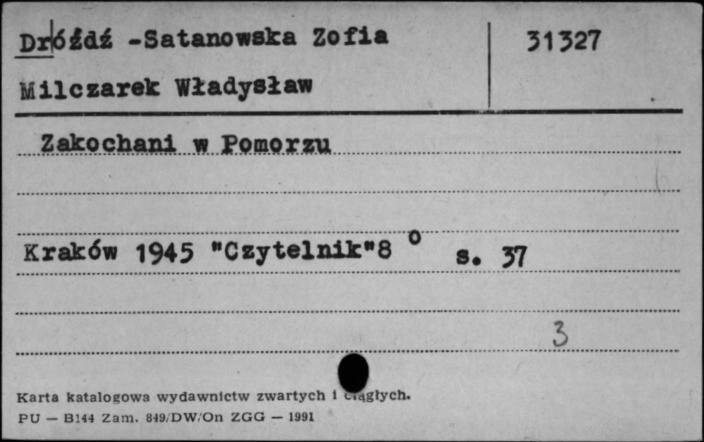 Dróźdź -Satanowska Zofia 31327
Milczarek Władysław
Zakochani w Pomorzu
Kraków 1945 "Czytelnik"8 o s. 37
3
Karta katalogowa wydawnictw zwartych i ciągłych.
PU — B144 Zam. 849/DW/On ZGG — 1991